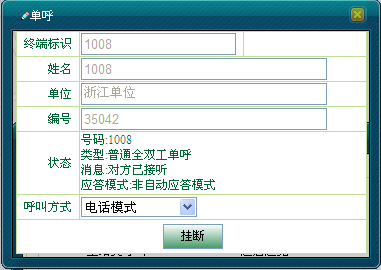 单呼
终端标识 1008
姓名 1008
单位 浙江单位
编号 35042
状态 号码:1008
类型:普通全双工单呼
消息:对方已接听
应答模式:非自动应答模式
呼叫方式 电话模式
挂断